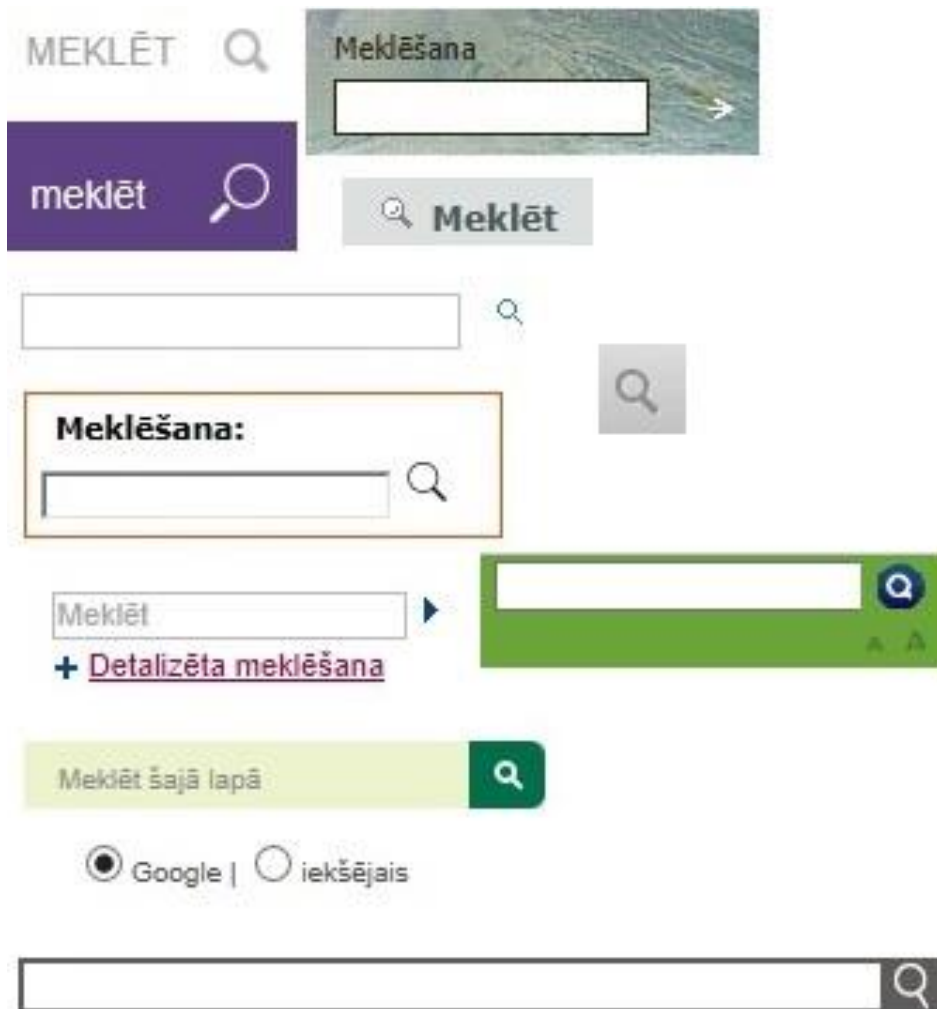 MEKLĒT
Meklēšana
meklēt
Meklēt
Meklēšana:
Meklēt
+ Detalizēta meklēšana
A A
Meklēt šajā lapā
Google | iekšējais